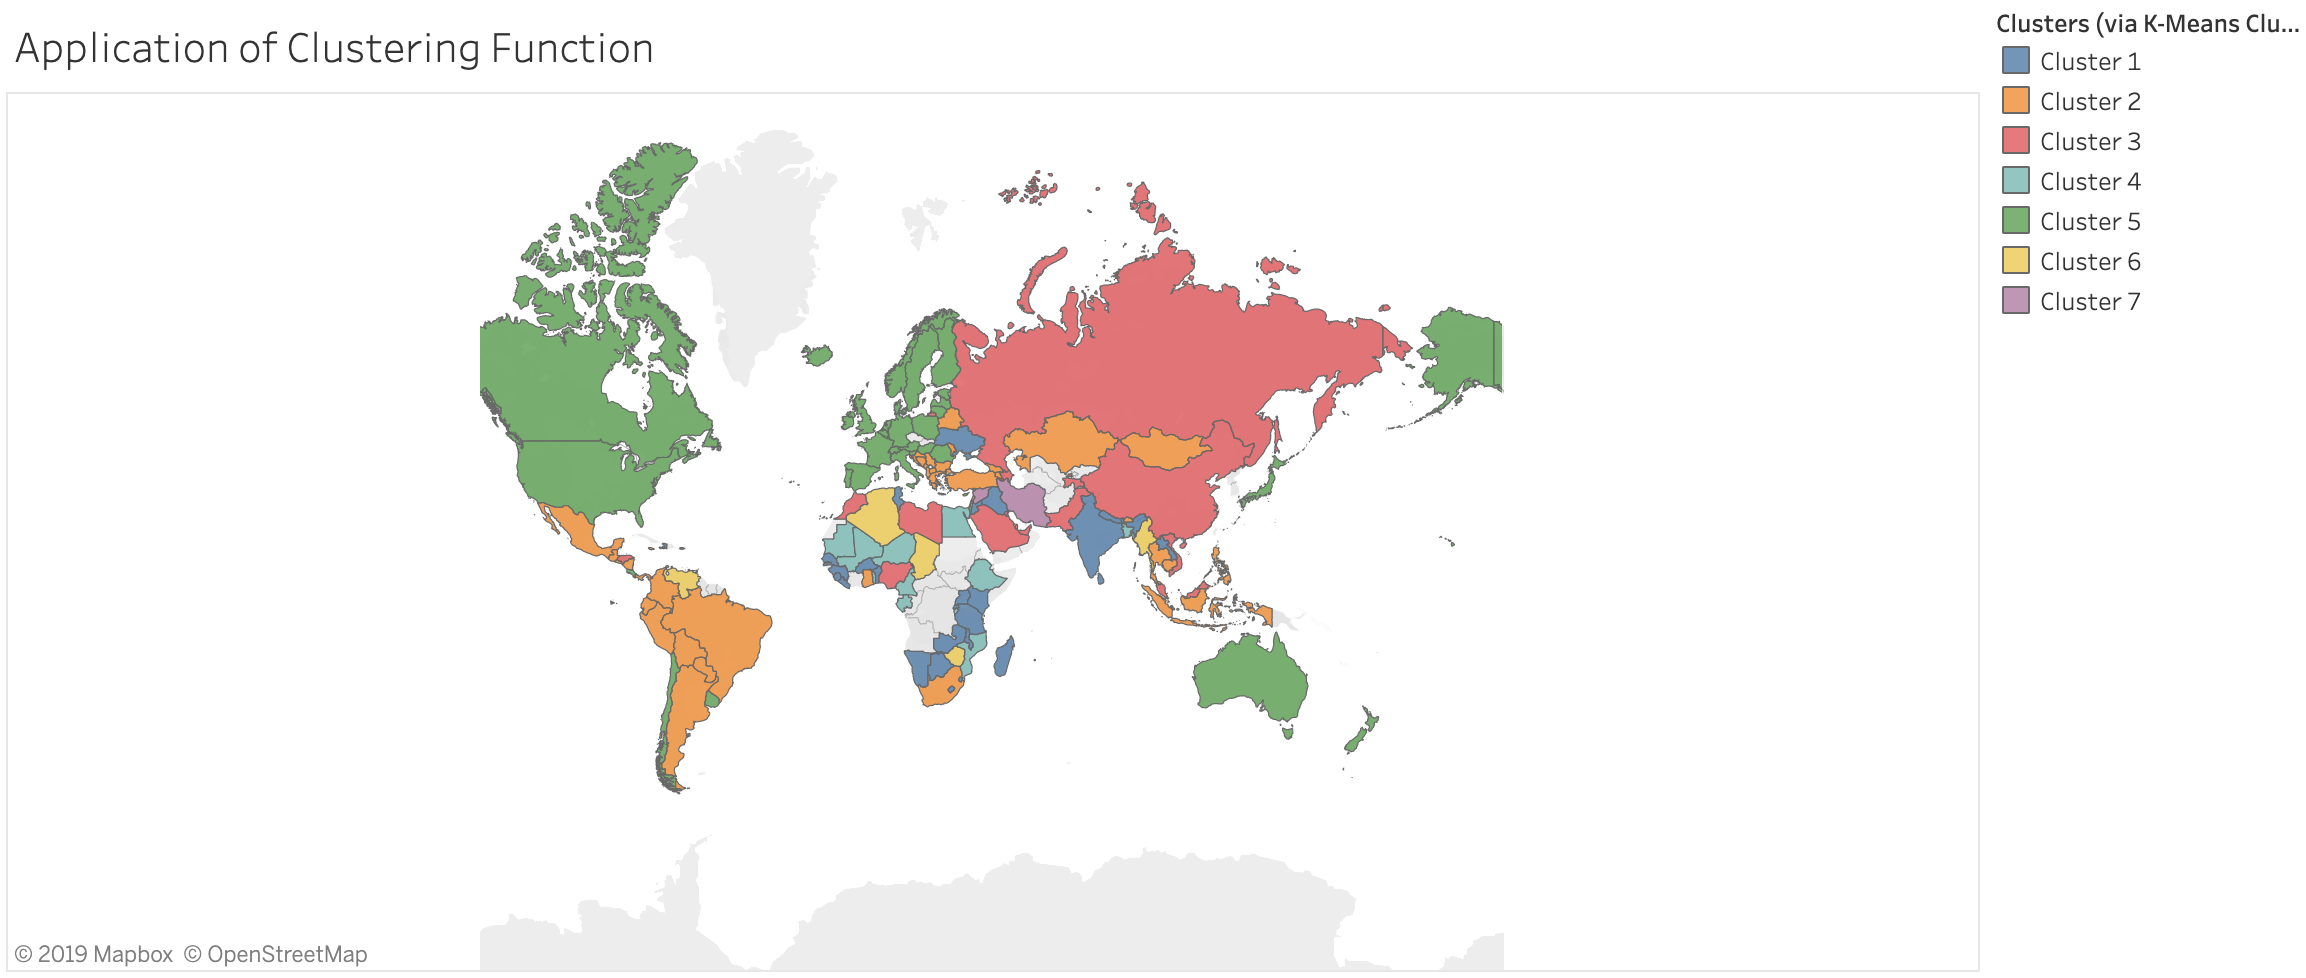 Application of Clustering Function
Clusters (via K-Means Clu...
Cluster 1
Cluster 2
Cluster 3
Cluster 4
Cluster 5
Cluster 6
Cluster 7
© 2019 Mapbox © OpenStreetMap